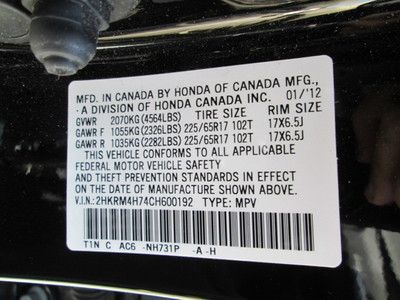 MFD. IN CANADA BY HONDA OF CANADA MFG.,
-A DIVISION OF HONDA CANADA INC. 01/'12
GVWR 2070KG (4564LBS) TIRE SIZE RIM SIZE
GAWR F 1055KG (2326LBS) 225/65R17 102T 17X6.5J
GAWR R 1035KG (2282LBS) 225/65R17 102T 17X6.5J
THIS VEHICLE CONFORMS TO ALL APPLICABLE
FEDERAL MOTOR VEHICLE SAFETY
AND THEFT PREVENTION STANDARDS IN EFFECT
ON THE DATE OF MANUFACTURE SHOWN ABOVE.
V.I.N.: 2HKRM4H74CH600192 TYPE: MPV
T1N C AC6 -NH731P -A-H